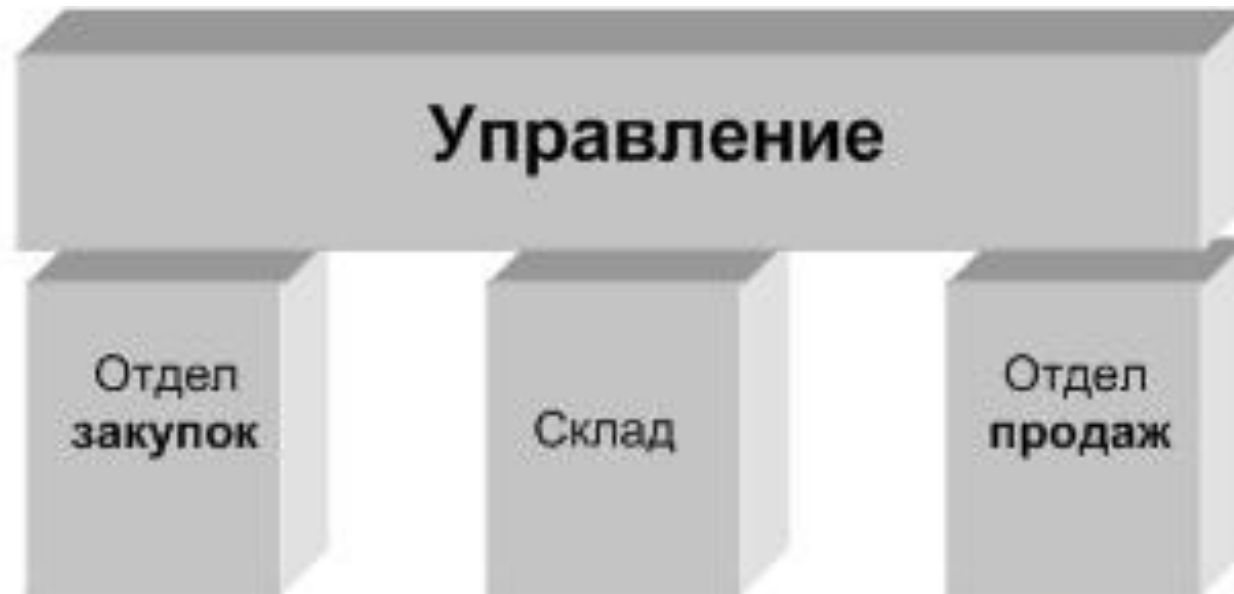 Управление
Отдел
закупок
Склад
Отдел
продаж